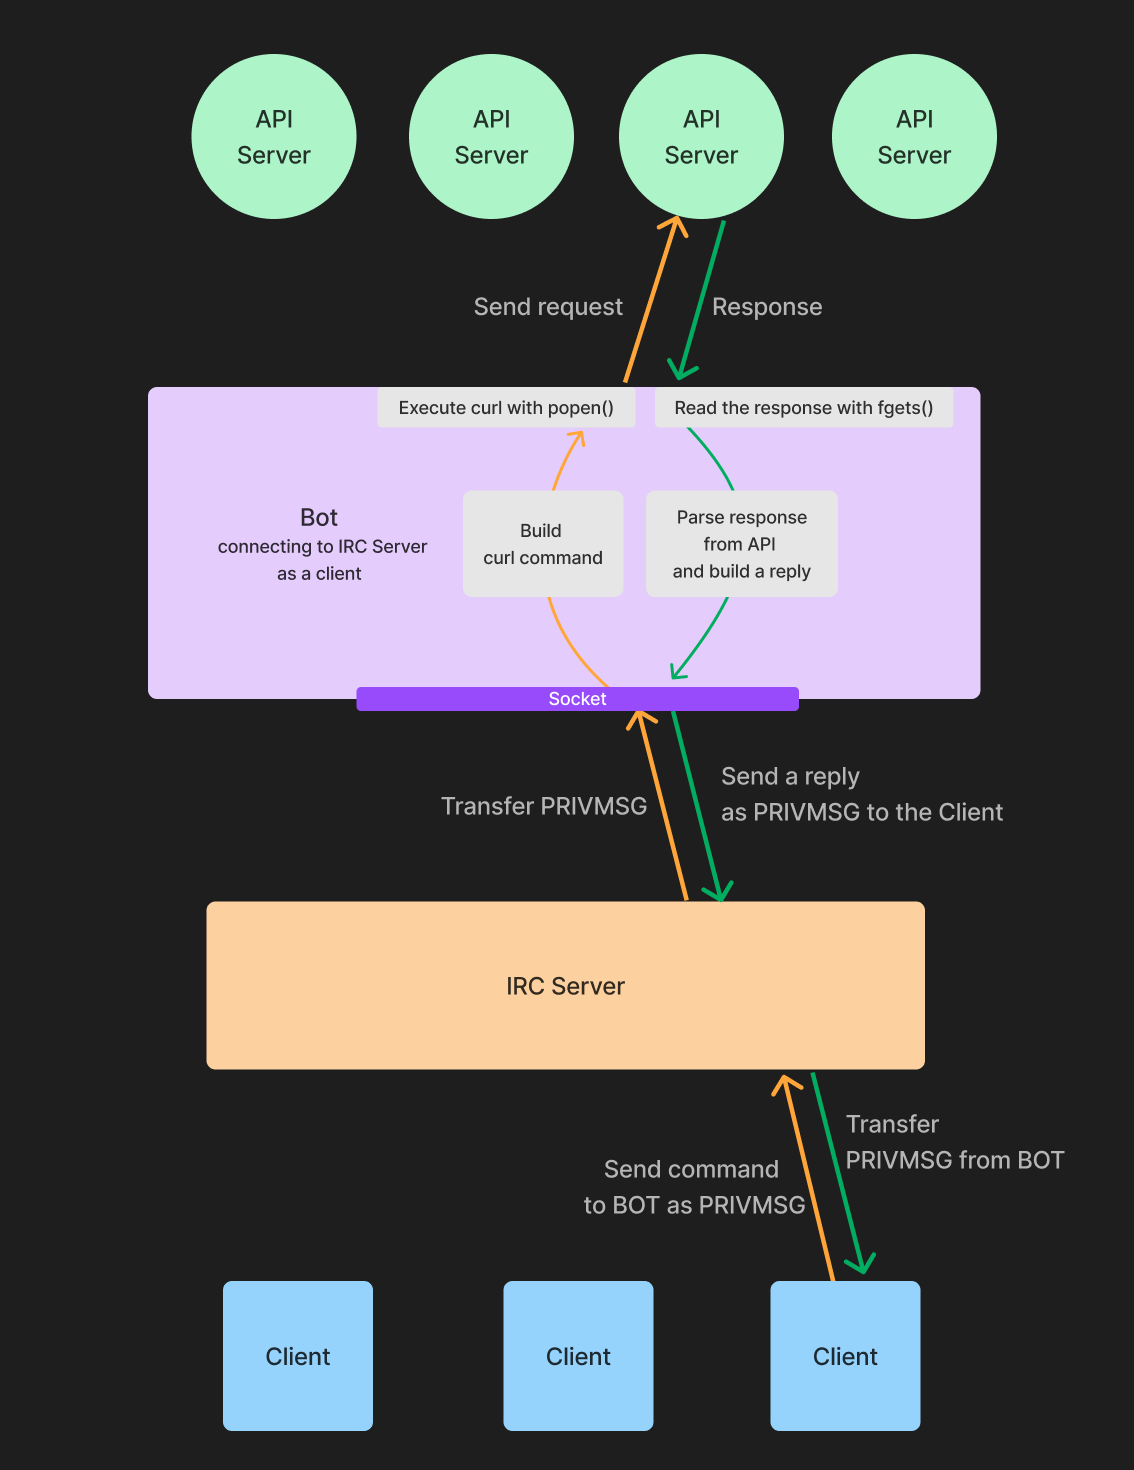 API
Server
API
Server
API
Server
API
Server
Send request
Response
Execute curl with popen()
Read the response with fgets()
Bot
connecting to IRC Server
as a client
Build
curl command
Parse response
from API
and build a reply
Socket
Transfer PRIVMSG
Send a reply
as PRIVMSG to the Client
IRC Server
Send command
to BOT as PRIVMSG
Transfer
PRIVMSG from BOT
Client
Client
Client